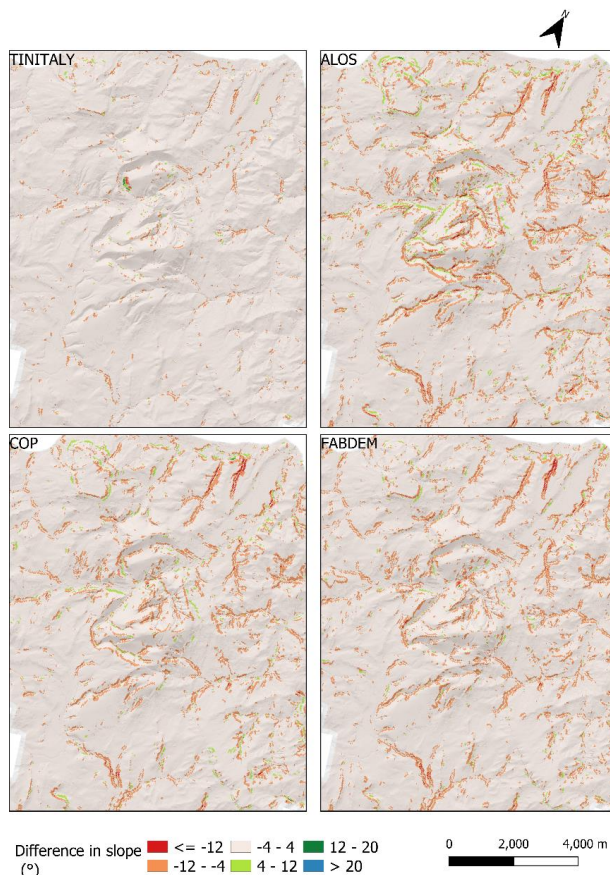 N
TINITALY
ALOS
COP
FABDEM
Difference in slope
(°)
<= -12
-4 - 4
12 - 20
-12 - -4
4 - 12
> 20
0
2,000
4,000 m